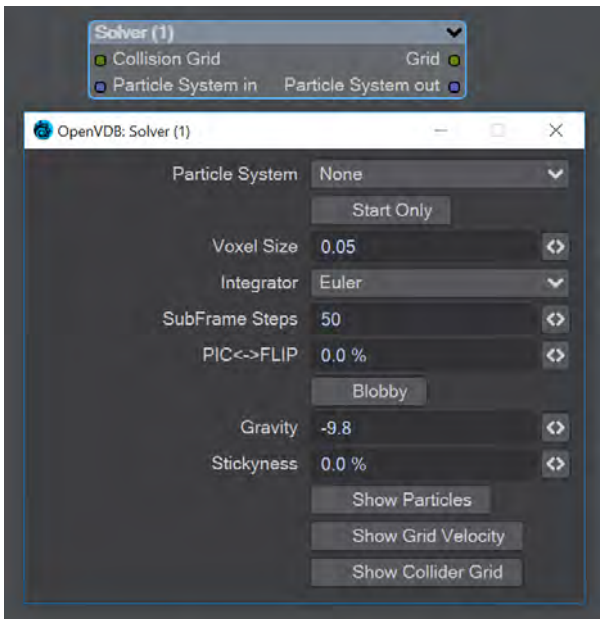 Solver (1)
Collision Grid Grid
Particle System in Particle System out
OpenVDB: Solver (1)
Particle System None
Start Only
Voxel Size 0.05
Integrator Euler
SubFrame Steps 50
PIC<->FLIP 0.0 %
Blobby
Gravity -9.8
Stickyness 0.0 %
Show Particles
Show Grid Velocity
Show Collider Grid